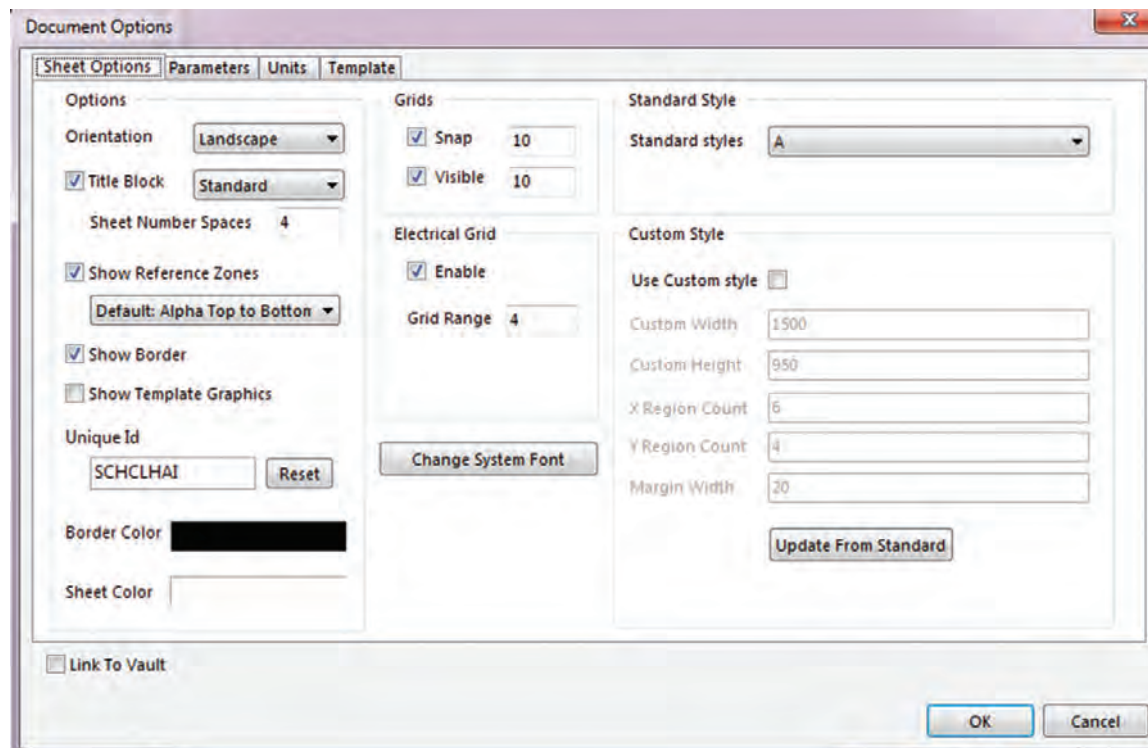 Document Options
Sheet Options Parameters Units Template
Options
Orientation Landscape
Title Block Standard
Sheet Number Spaces 4
Show Reference Zones
Default: Alpha Top to Botton
Show Border
Show Template Graphics
Unique Id
SCHCLHAI Reset
Border Color
Sheet Color
Grids
Snap 10
Visible 10
Electrical Grid
Enable
Grid Range 4
Change System Font
Standard Style
Standard styles A
Custom Style
Use Custom style
Custom Width 1500
Custom Height 950
X Region Count 6
Y Region Count 4
Margin Width 20
Update From Standard
Link To Vault
OK Cancel